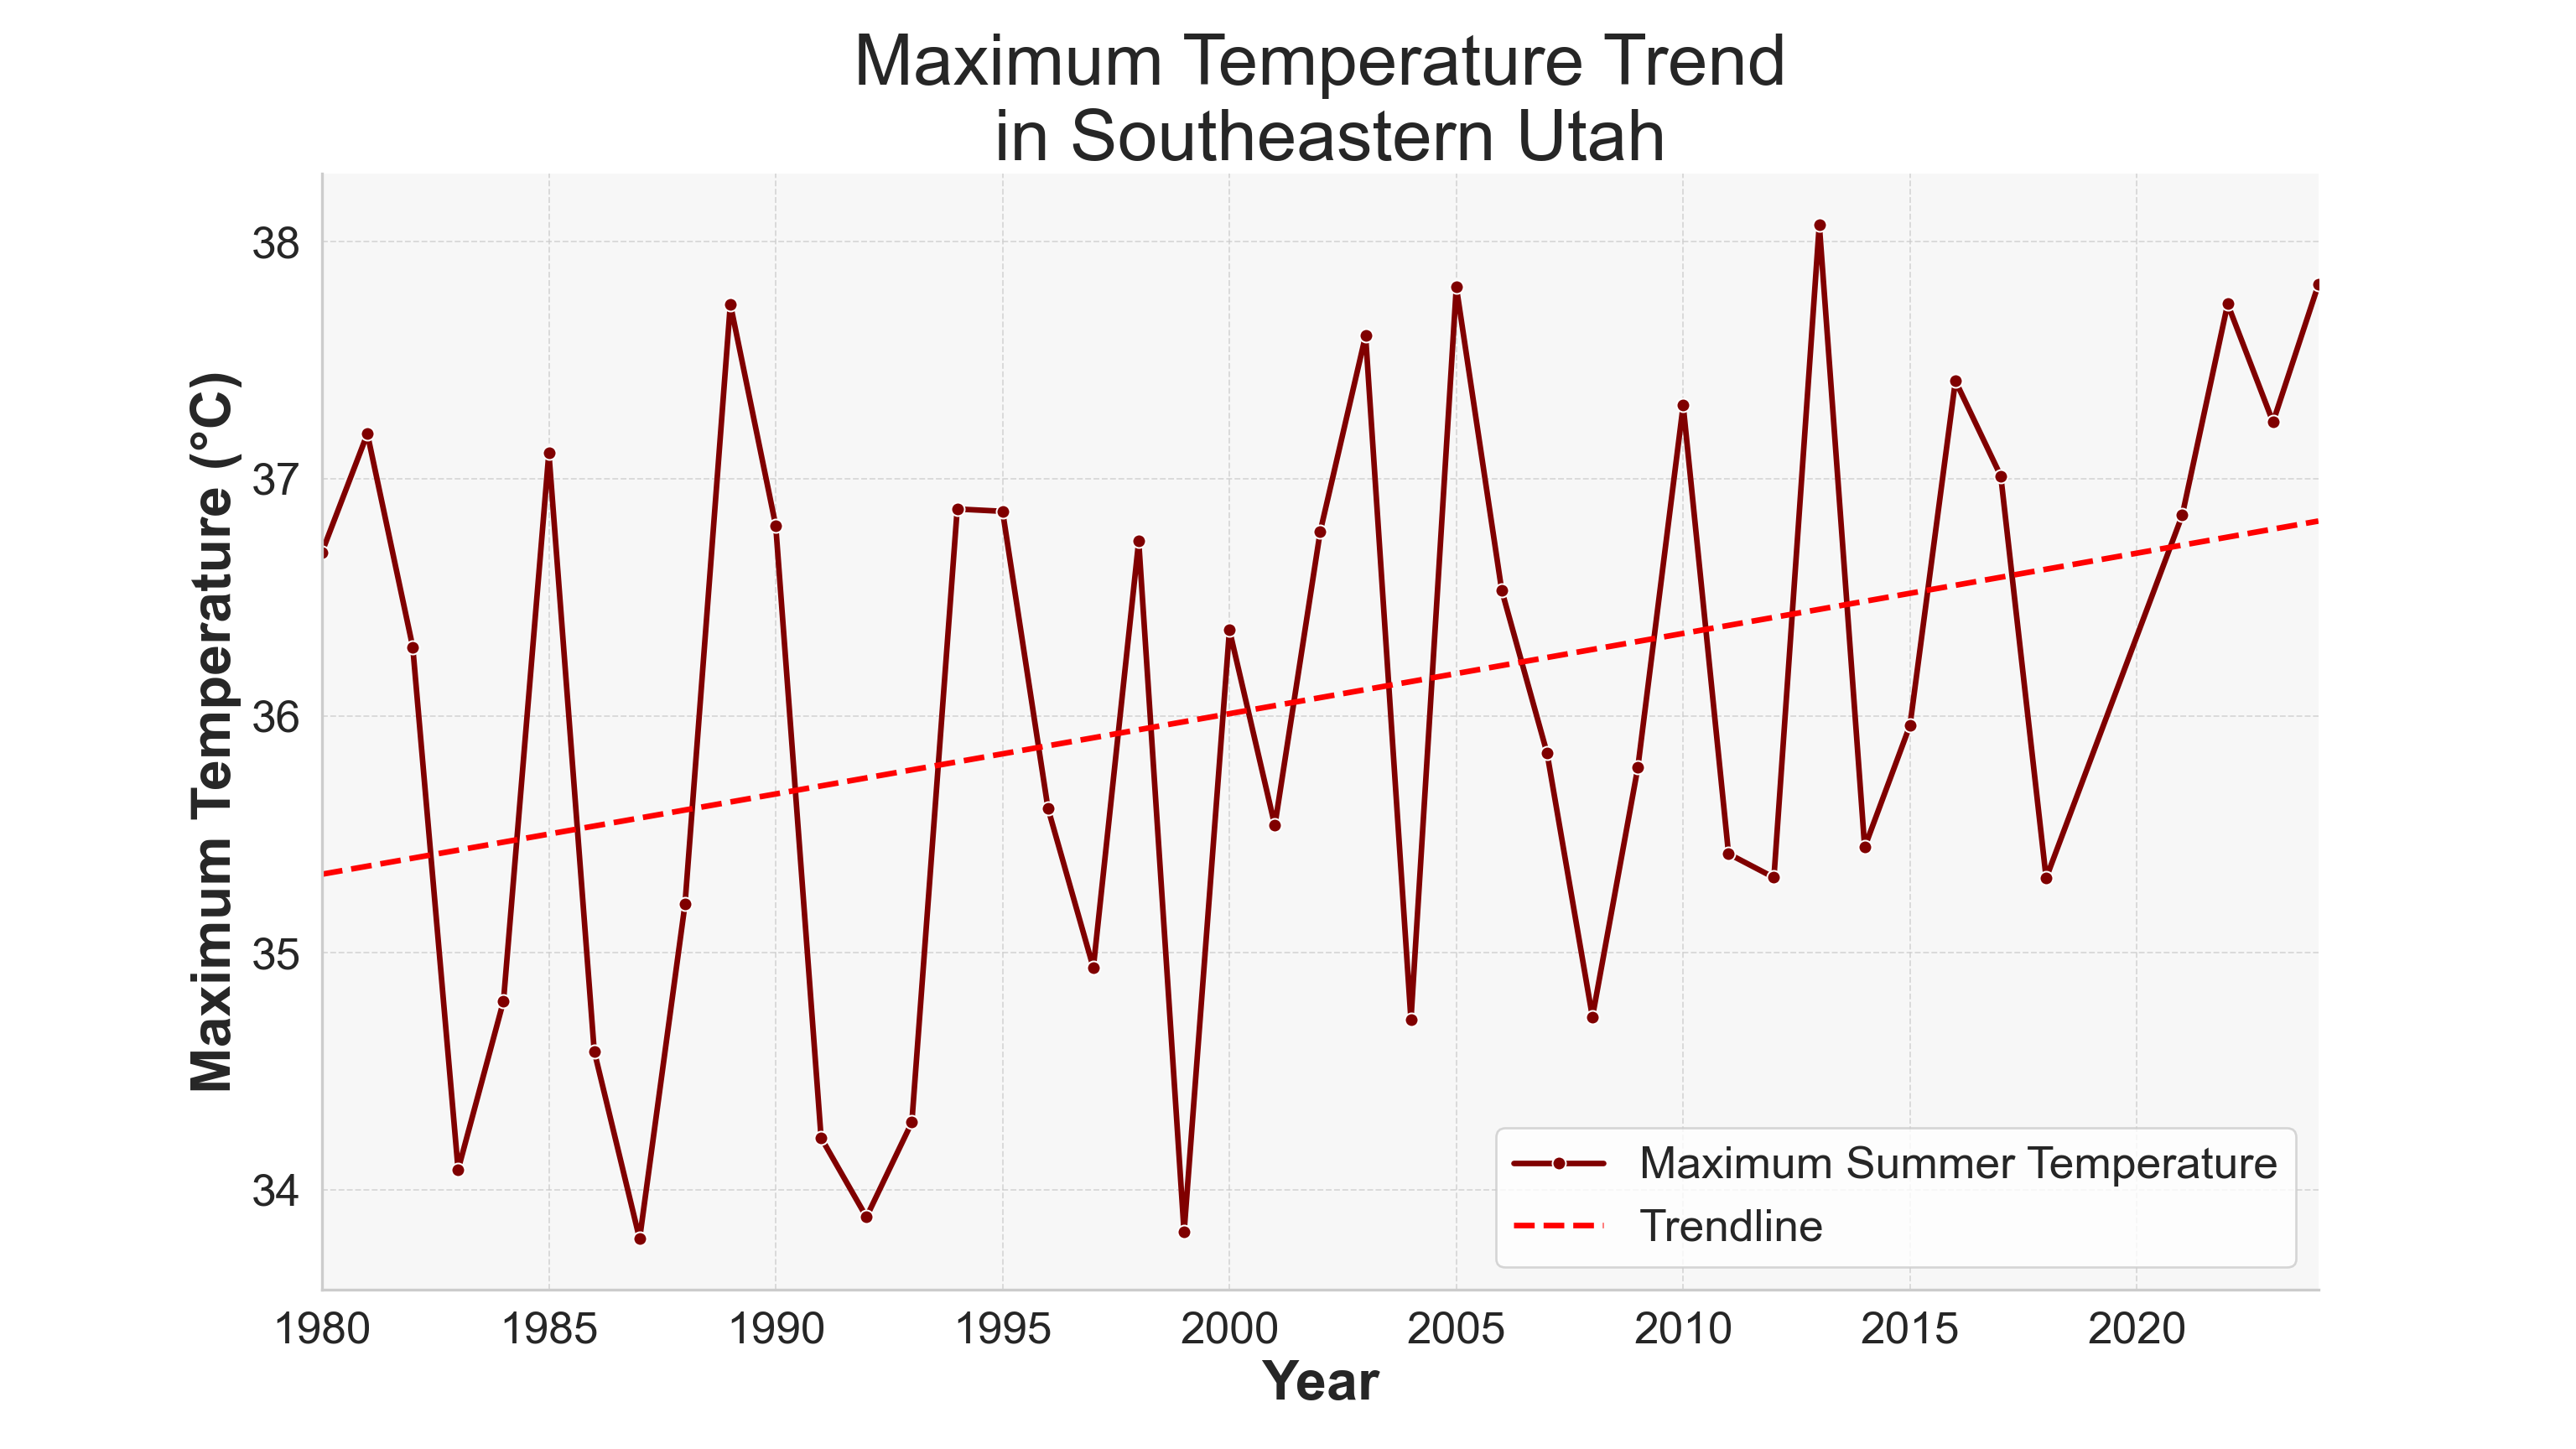 Maximum Temperature Trend
in Southeastern Utah
Maximum Temperature (°C)
38
37
36
35
34
Maximum Summer Temperature
Trendline
1980 1985 1990 1995 2000 2005 2010 2015 2020
Year